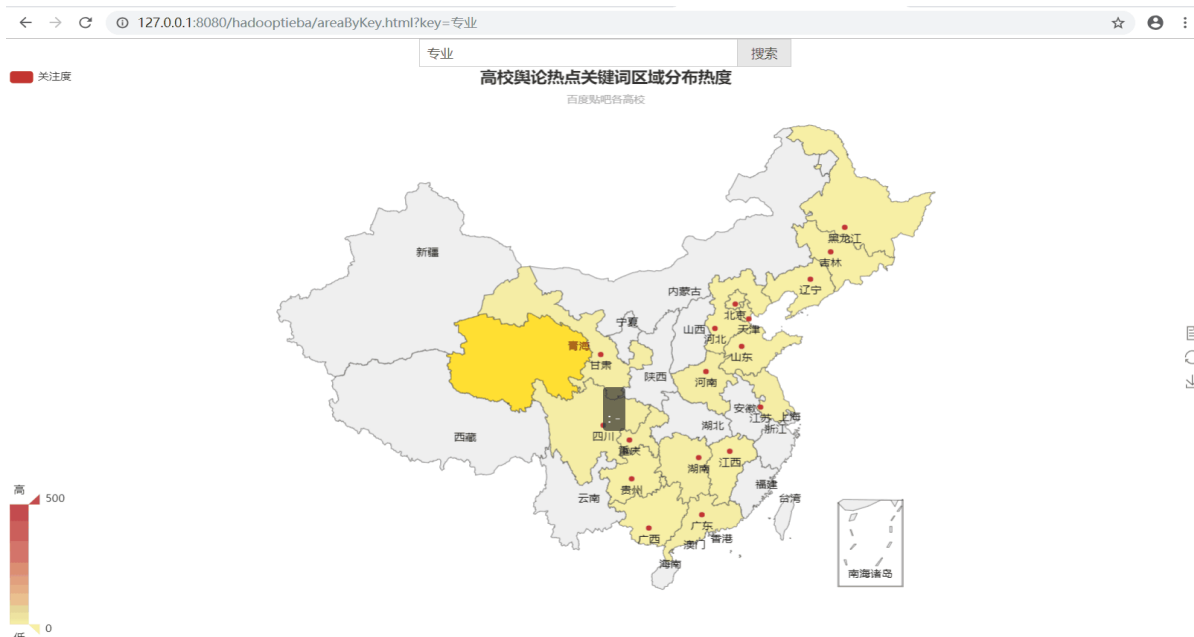 127.0.0.1:8080/hadooptieba/areaByKey.html?key=专业
专业
搜索
关注度
高校舆论热点关键词区域分布热度
百度贴吧各高校
黑龙江
新疆
吉林
辽宁
内蒙古
北京
宁夏
山西
天津
河北
青海
山东
甘肃
陕西
河南
安徽
江苏
上海
湖北
浙江
四川
西藏
重庆
江西
湖南
福建
贵州
云南
台湾
高
500
广东
广西
香港
澳门
海南
南海诸岛
0
低